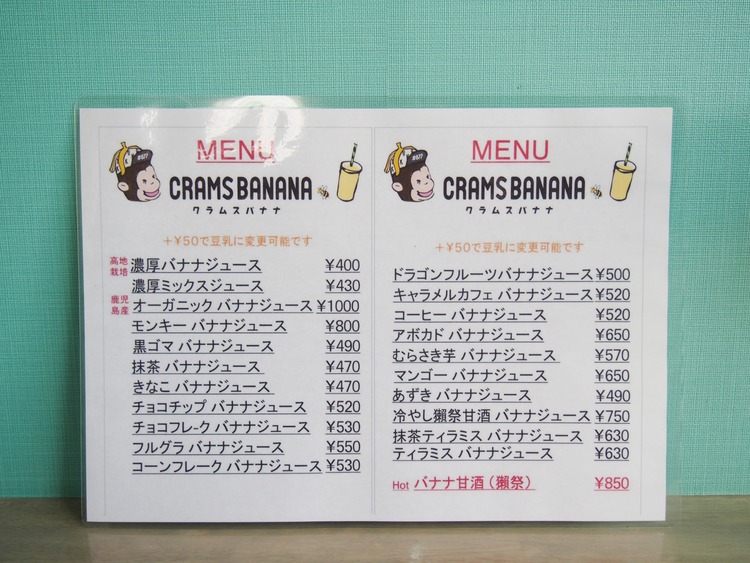 MENU
#677
CRAMS BANANA
クラムスバナナ
+¥50で豆乳に変更可能です
高地栽培 濃厚バナナジュース ¥400
濃厚ミックスジュース ¥430
鹿児島産 オーガニック バナナジュース ¥1000
モンキー バナナジュース ¥800
黒ゴマ バナナジュース ¥490
抹茶 バナナジュース ¥470
きなこ バナナジュース ¥470
チョコチップ バナナジュース ¥520
チョコフレーク バナナジュース ¥530
フルグラ バナナジュース ¥550
コーンフレーク バナナジュース ¥530
MENU
#677
CRAMS BANANA
クラムスバナナ
+¥50で豆乳に変更可能です
ドラゴンフルーツバナナジュース ¥500
キャラメルカフェ バナナジュース ¥520
コーヒー バナナジュース ¥520
アボカド バナナジュース ¥650
むらさき芋 バナナジュース ¥570
マンゴー バナナジュース ¥650
あずき バナナジュース ¥490
冷やし獺祭甘酒 バナナジュース ¥750
抹茶ティラミス バナナジュース ¥630
ティラミス バナナジュース ¥630
Hot バナナ甘酒(獺祭) ¥850